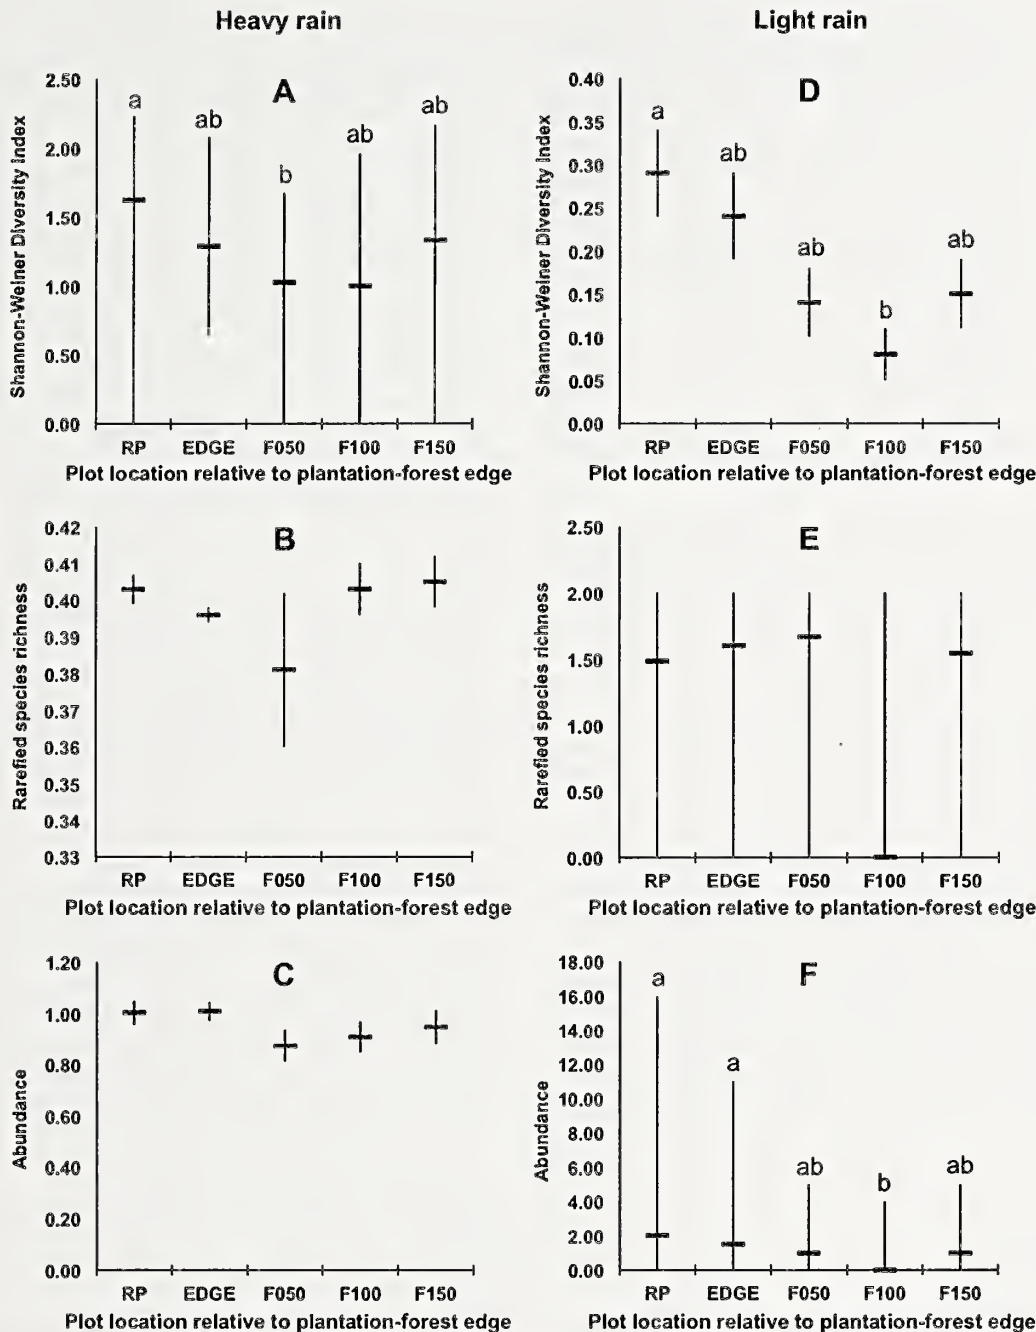 Heavy rain
Light rain
A
2.50
2.00
1.50
1.00
0.50
0.00
Shannon-Weiner Diversity Index
a
ab
b
ab
ab
RP EDGE F050 F100 F150
Plot location relative to plantation-forest edge
D
0.40
0.35
0.30
0.25
0.20
0.15
0.10
0.05
0.00
Shannon-Weiner Diversity Index
a
ab
ab
b
ab
RP EDGE F050 F100 F150
Plot location relative to plantation-forest edge
B
0.42
0.41
0.40
0.39
0.38
0.37
0.36
0.35
0.34
0.33
Rarefied species richness
RP EDGE F050 F100 F150
Plot location relative to plantation-forest edge
E
2.50
2.00
1.50
1.00
0.50
0.00
Rarefied species richness
RP EDGE F050 F100 F150
Plot location relative to plantation-forest edge
C
1.20
1.00
0.80
0.60
0.40
0.20
0.00
Abundance
RP EDGE F050 F100 F150
Plot location relative to plantation-forest edge
F
18.00
16.00
14.00
12.00
10.00
8.00
6.00
4.00
2.00
0.00
Abundance
a
a
ab
b
ab
RP EDGE F050 F100 F150
Plot location relative to plantation-forest edge